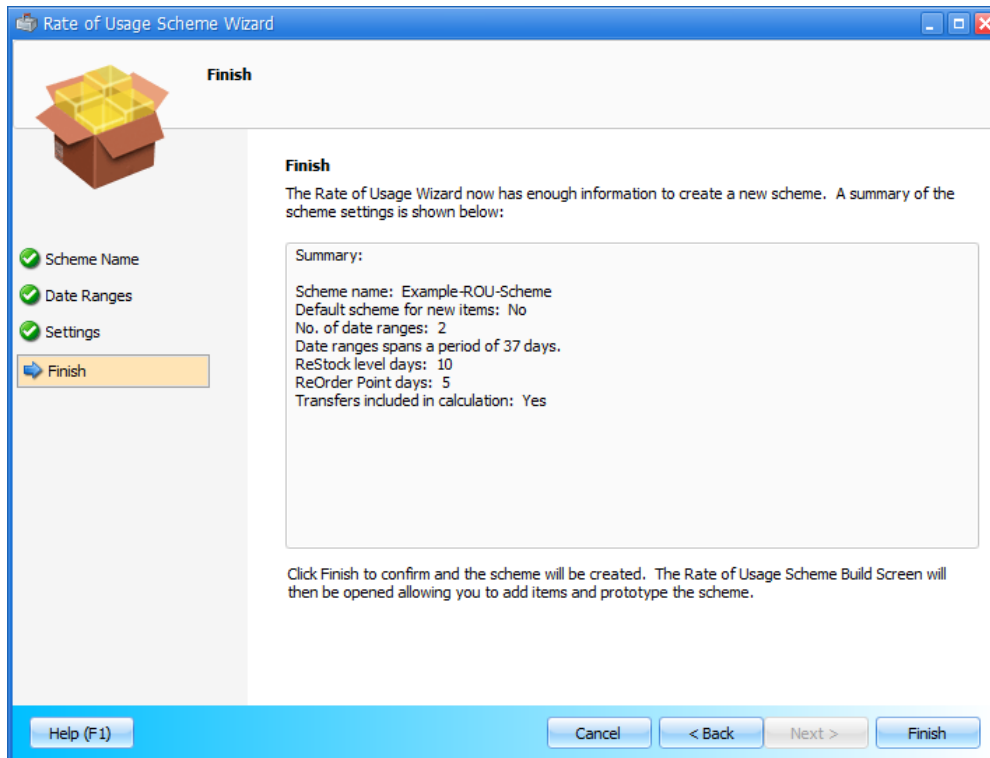 Rate of Usage Scheme Wizard
Finish
Finish
The Rate of Usage Wizard now has enough information to create a new scheme.  A summary of the
scheme settings is shown below:
Scheme Name
Date Ranges
Settings
Finish
Summary:
Scheme name:  Example-ROU-Scheme
Default scheme for new items:  No
No. of date ranges:  2
Date ranges spans a period of 37 days.
ReStock level days:  10
ReOrder Point days:  5
Transfers included in calculation:  Yes
Click Finish to confirm and the scheme will be created.  The Rate of Usage Scheme Build Screen will
then be opened allowing you to add items and prototype the scheme.
Help (F1)
Cancel
< Back
Next >
Finish